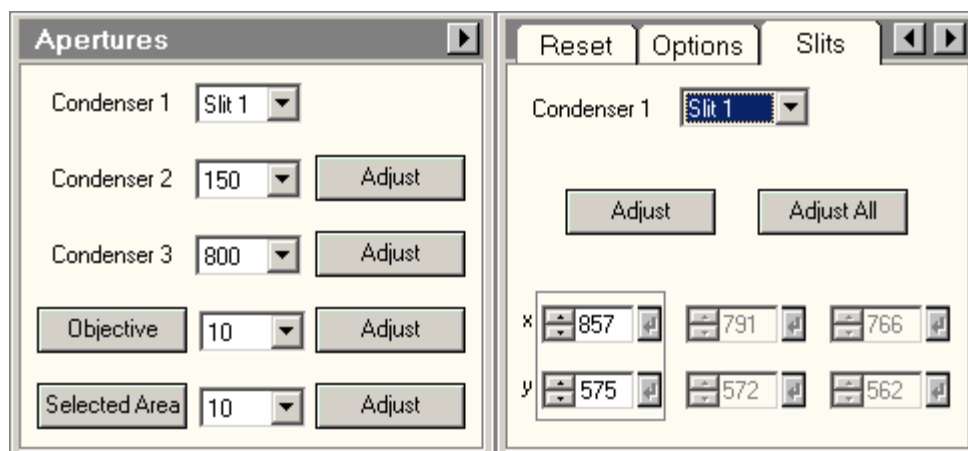 Apertures
Condenser 1 Slit 1
Condenser 2 150 Adjust
Condenser 3 800 Adjust
Objective 10 Adjust
Selected Area 10 Adjust
Reset Options Slits
Condenser 1 Slit 1
Adjust Adjust All
x 857 791 766
y 575 572 562